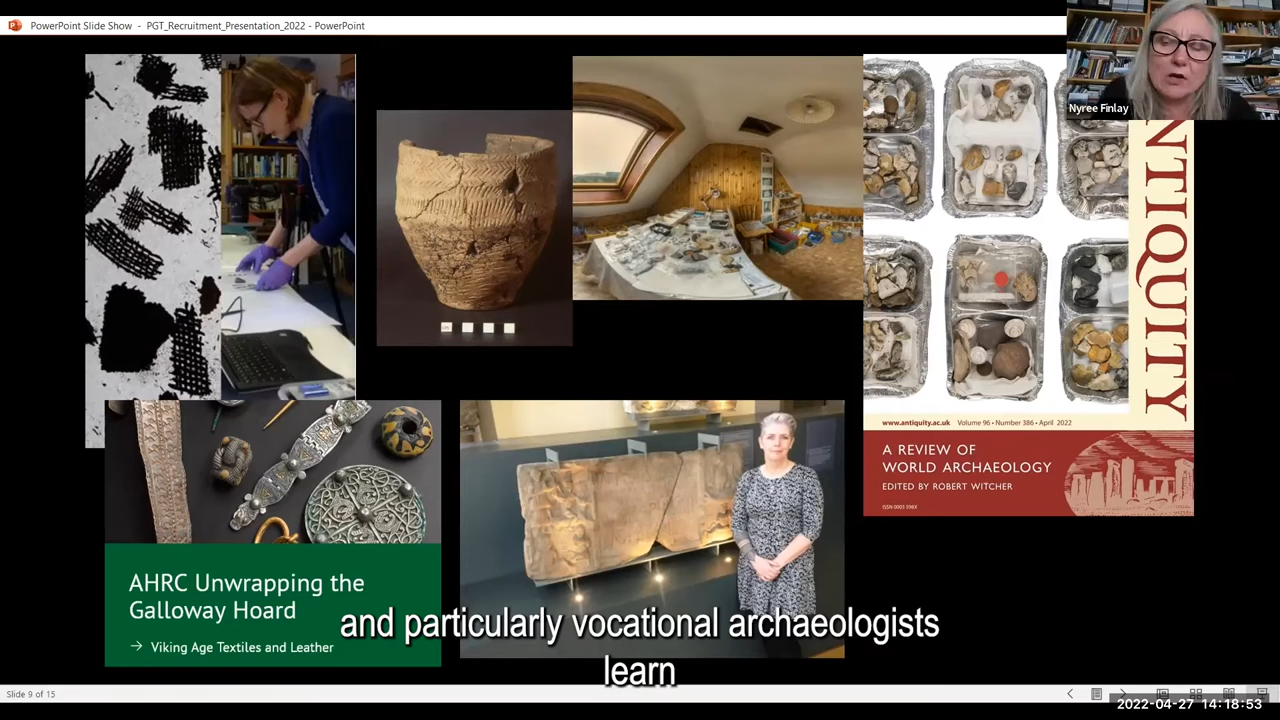 PowerPoint Slide Show - PGT_Recruitment_Presentation_2022 - PowerPoint
Nyree Finlay
NTIQUITY
www.antiquity.ac.uk Volume 96 • Number 386 • April 2022
A REVIEW OF
WORLD ARCHAEOLOGY
EDITED BY ROBERT WITCHER
AHRC Unwrapping the
Galloway Hoard
→ Viking Age Textiles and Leather
and particularly vocational archaeologists
learn
Slide 9 of 15
2022-04-27 14:18:53